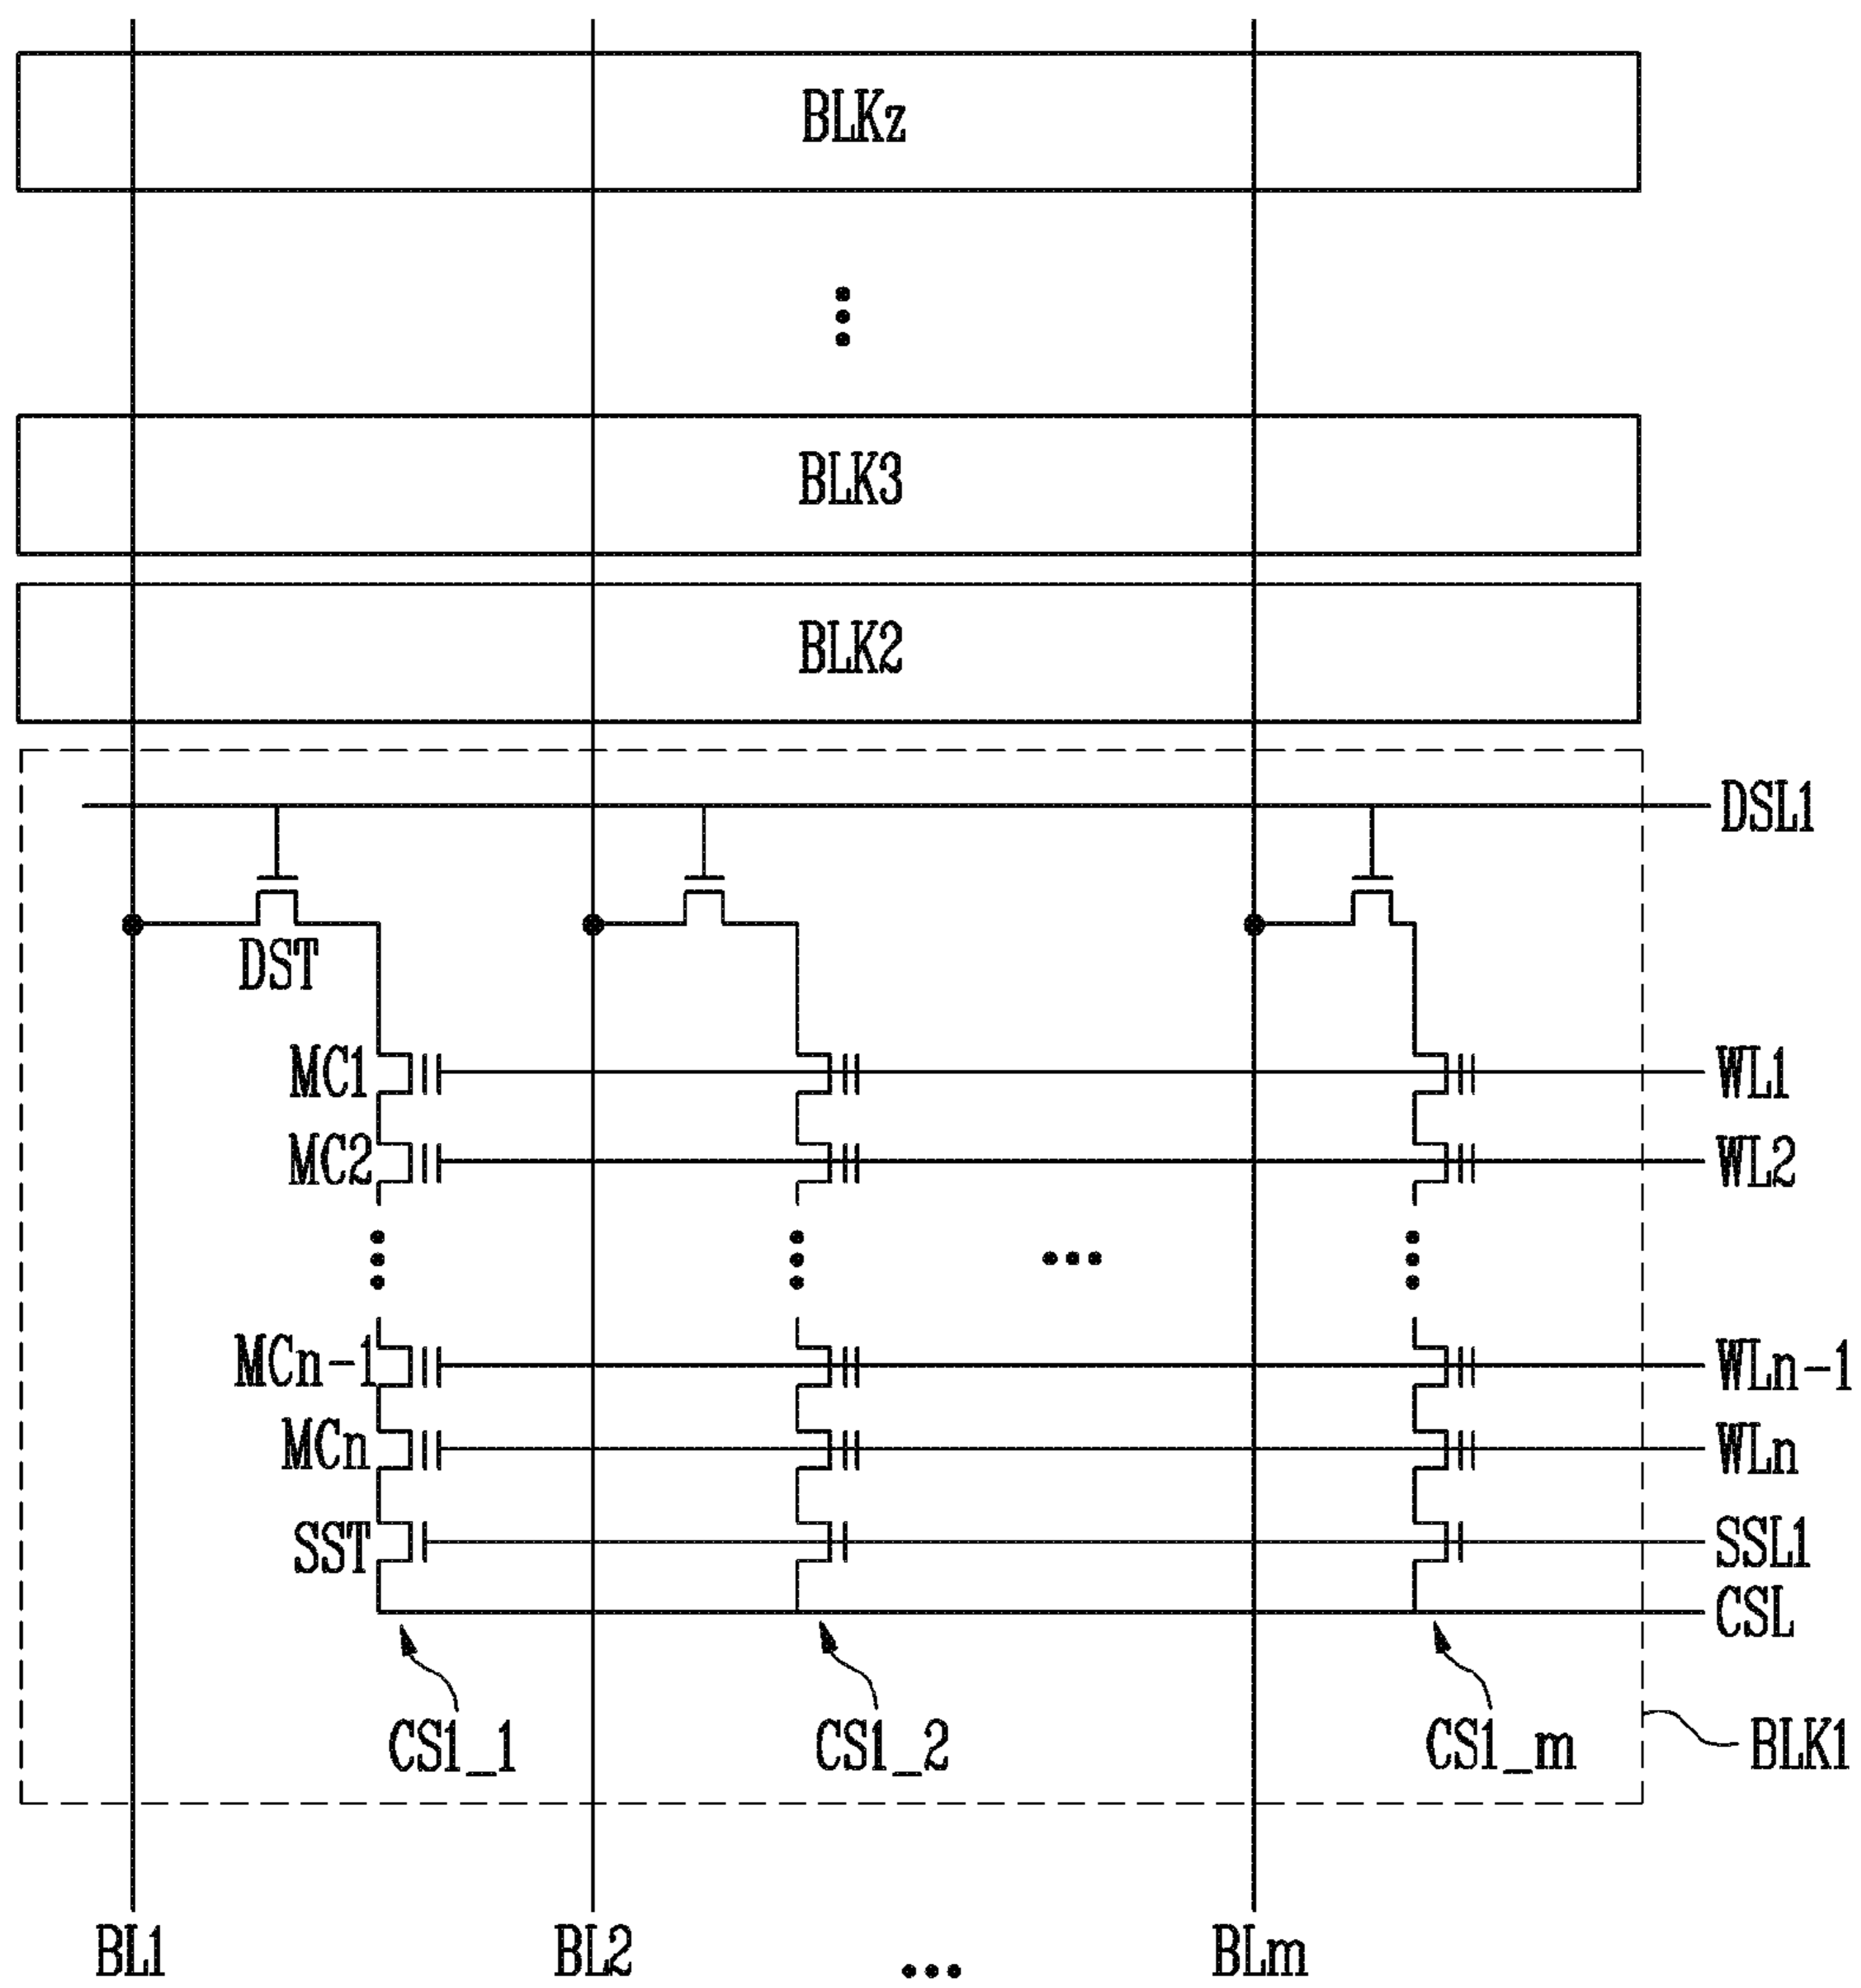 BLKz
BLK3
BLK2
DSL1
DST
MC1 WL1
MC2 WL2
MCn-1 WLn-1
MCn WLn
SST SSL1
CSL
CS1_1 CS1_2 CS1_m BLK1
BL1 BL2 ... BLm